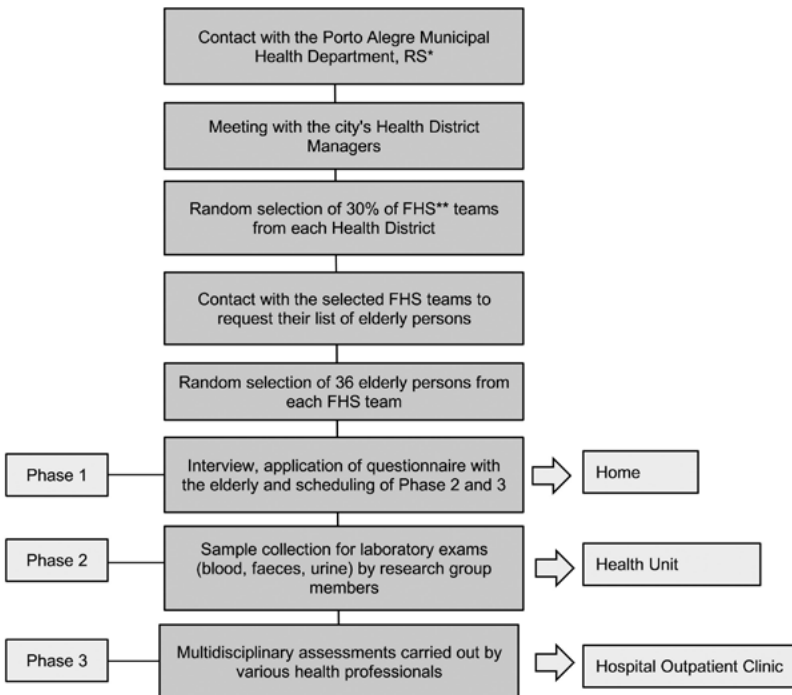 Contact with the Porto Alegre Municipal
Health Department, RS*
Meeting with the city's Health District
Managers
Random selection of 30% of FHS** teams
from each Health District
Contact with the selected FHS teams to
request their list of elderly persons
Random selection of 36 elderly persons from
each FHS team
Phase 1
Interview, application of questionnaire with
the elderly and scheduling of Phase 2 and 3
Home
Phase 2
Sample collection for laboratory exams
(blood, faeces, urine) by research group
members
Health Unit
Phase 3
Multidisciplinary assessments carried out by
various health professionals
Hospital Outpatient Clinic